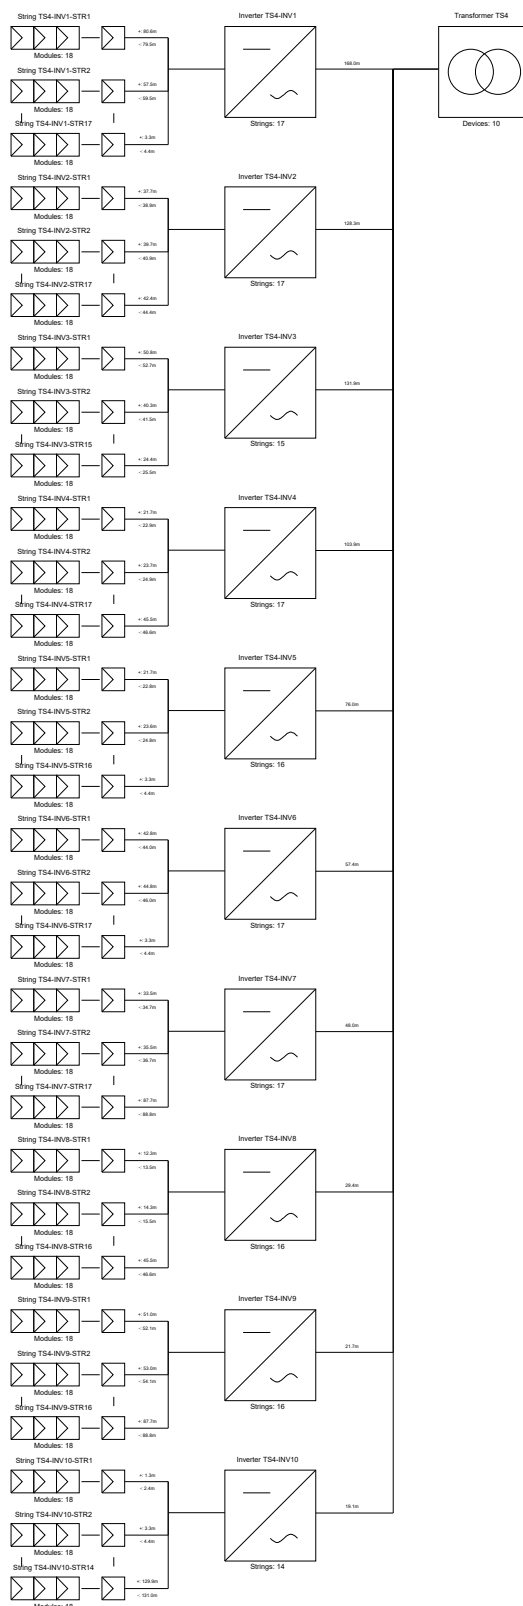 String TS4-INV1-STR1
+: 80.6m
-: 79.5m
Modules: 18
String TS4-INV1-STR2
+: 57.5m
-: 59.5m
Modules: 18
String TS4-INV1-STR17
+: 3.3m
-: 4.4m
Modules: 18
Inverter TS4-INV1
Strings: 17
168.0m
Transformer TS4
Devices: 10
String TS4-INV2-STR1
+: 37.7m
-: 38.9m
Modules: 18
String TS4-INV2-STR2
+: 39.7m
-: 40.9m
Modules: 18
String TS4-INV2-STR17
+: 42.4m
-: 44.4m
Modules: 18
Inverter TS4-INV2
Strings: 17
128.3m
String TS4-INV3-STR1
+: 50.8m
-: 52.7m
Modules: 18
String TS4-INV3-STR2
+: 40.3m
-: 41.5m
Modules: 18
String TS4-INV3-STR15
+: 24.4m
-: 25.5m
Modules: 18
Inverter TS4-INV3
Strings: 15
131.9m
String TS4-INV4-STR1
+: 21.7m
-: 22.9m
Modules: 18
String TS4-INV4-STR2
+: 23.7m
-: 24.9m
Modules: 18
String TS4-INV4-STR17
+: 45.5m
-: 46.6m
Modules: 18
Inverter TS4-INV4
Strings: 17
103.9m
String TS4-INV5-STR1
+: 21.7m
-: 22.8m
Modules: 18
String TS4-INV5-STR2
+: 23.6m
-: 24.8m
Modules: 18
String TS4-INV5-STR16
+: 3.3m
-: 4.4m
Modules: 18
Inverter TS4-INV5
Strings: 16
76.0m
String TS4-INV6-STR1
+: 42.8m
-: 44.0m
Modules: 18
String TS4-INV6-STR2
+: 44.8m
-: 46.0m
Modules: 18
String TS4-INV6-STR17
+: 3.3m
-: 4.4m
Modules: 18
Inverter TS4-INV6
Strings: 17
57.4m
String TS4-INV7-STR1
+: 33.5m
-: 34.7m
Modules: 18
String TS4-INV7-STR2
+: 35.5m
-: 36.7m
Modules: 18
String TS4-INV7-STR17
+: 87.7m
-: 88.8m
Modules: 18
Inverter TS4-INV7
Strings: 17
48.0m
String TS4-INV8-STR1
+: 12.3m
-: 13.5m
Modules: 18
String TS4-INV8-STR2
+: 14.3m
-: 15.5m
Modules: 18
String TS4-INV8-STR16
+: 45.5m
-: 46.6m
Modules: 18
Inverter TS4-INV8
Strings: 16
29.4m
String TS4-INV9-STR1
+: 51.0m
-: 52.1m
Modules: 18
String TS4-INV9-STR2
+: 53.0m
-: 54.1m
Modules: 18
String TS4-INV9-STR16
+: 87.7m
-: 88.8m
Modules: 18
Inverter TS4-INV9
Strings: 16
21.7m
String TS4-INV10-STR1
+: 1.3m
-: 2.4m
Modules: 18
String TS4-INV10-STR2
+: 3.3m
-: 4.4m
Modules: 18
String TS4-INV10-STR14
+: 129.9m
-: 131.0m
Modules: 18
Inverter TS4-INV10
Strings: 14
19.1m